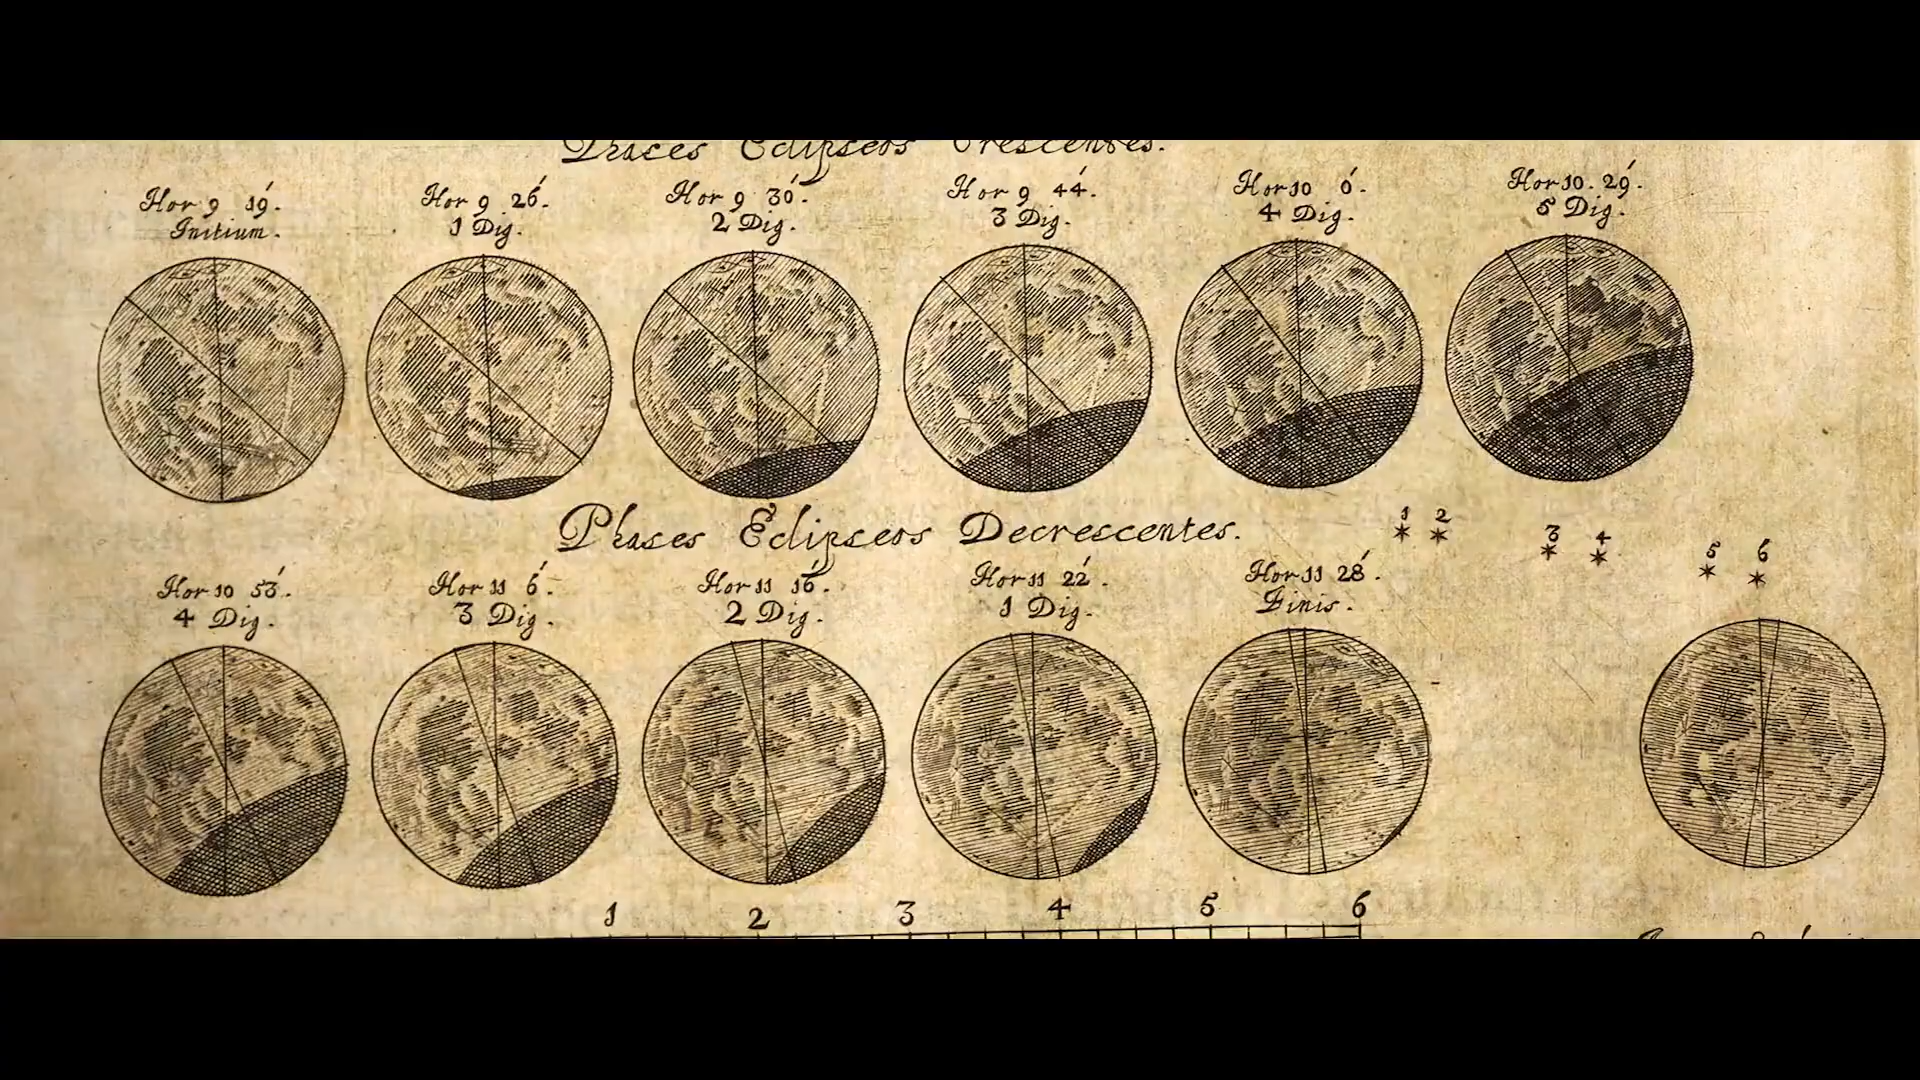 Phaces Eclipseos Crescentes.
Hor 9 19. Hor 9 26. Hor 9 30. Hor 9 44. Hor 10 0. Hor 10. 29.
Initium. 1 Dig. 2 Dig. 3 Dig. 4 Dig. 5 Dig.
Phases Eclipseos Decrescentes.
1 2 3 4 5 6
Hor 10 53. Hor 11 6. Hor 11 16. Hor 11 22. Hor 11 28.
4 Dig. 3 Dig. 2 Dig. 1 Dig. Finis.
1 2 3 4 5 6